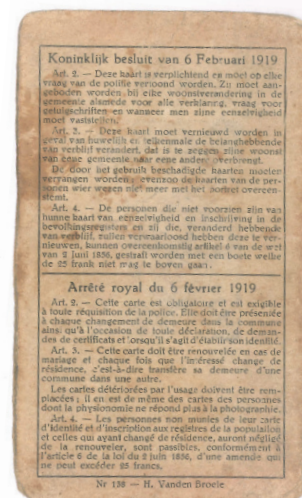 Koninklijk besluit van 6 Februari 1919
Art. 2. — Deze kaart is verplichtend en moet op elke
vraag van de politie vertoond worden. Zij moet aan-
geboden worden bij elke woonstverandering in de
gemeente alsmede voor alle verklaring, vraag voor
getuigschriften en wanneer men zijne eenzelvigheid
moet vaststellen.
Art. 3. — Deze kaart moet vernieuwd worden in
geval van huwelijk en telkenmale de belanghebbende
van verblijf verandert, dat is te zeggen zijne woonst
van eene gemeente naar eene andere overbrengt.
De door het gebruik beschadigde kaarten moeten
vervangen worden; evenzoo de kaarten van de per-
sonen wier wezen niet meer met het portret overeen-
stemt.
Art. 4. — De personen die niet voorzien zijn van
hunne kaart van eenzelvigheid en inschrijving in de
bevolkingsregisters en zij die, veranderd hebbende
van verblijf, zullen verwaarloosd hebben deze te ver-
nieuwen, kunnen overeenkomstig artikel 6 van de wet
van 2 Juni 1856, gestraft worden met een boete welke
de 25 frank niet mag te boven gaan.
Arrêté royal du 6 février 1919
Art. 2. — Cette carte est obligatoire et est exigible
à toute réquisition de la police. Elle doit être présentée
à chaque changement de demeure dans la commune
ains. qu'à l'occasion de toute déclaration, de deman-
des de certificats et lorsqu'il s'agit d'établir son identité.
Art. 3. — Cette carte doit être renouvelée en cas de
mariage et chaque fois que l'intéressé change de
résidence, c'est-à-dire transfère sa demeure d'une
commune dans une autre.
Les cartes détériorées par l'usage doivent être rem-
placées; il en est de même des cartes des personnes
dont la physionomie ne répond plus à la photographie.
Art. 4. — Les personnes non munies de leur carte
d'identité et d'inscription aux registres de la population
et celles qui ayant changé de résidence, auront négligé
de la renouveler, sont passibles, conformément à
l'article 6 de la loi du 2 juin 1856, d'une amende qui
ne peut excéder 25 francs.
Nr 138 — H. Vanden Broele